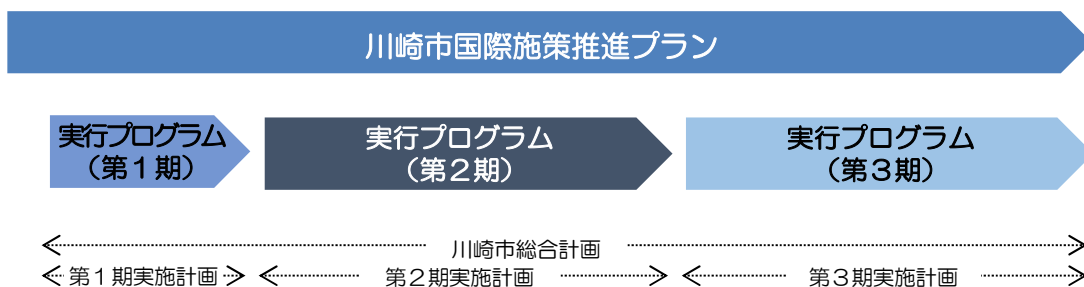 川崎市国際施策推進プラン
実行プログラム
（第１期）
実行プログラム
（第２期）
実行プログラム
（第３期）
川崎市総合計画
第１期実施計画
第２期実施計画
第３期実施計画